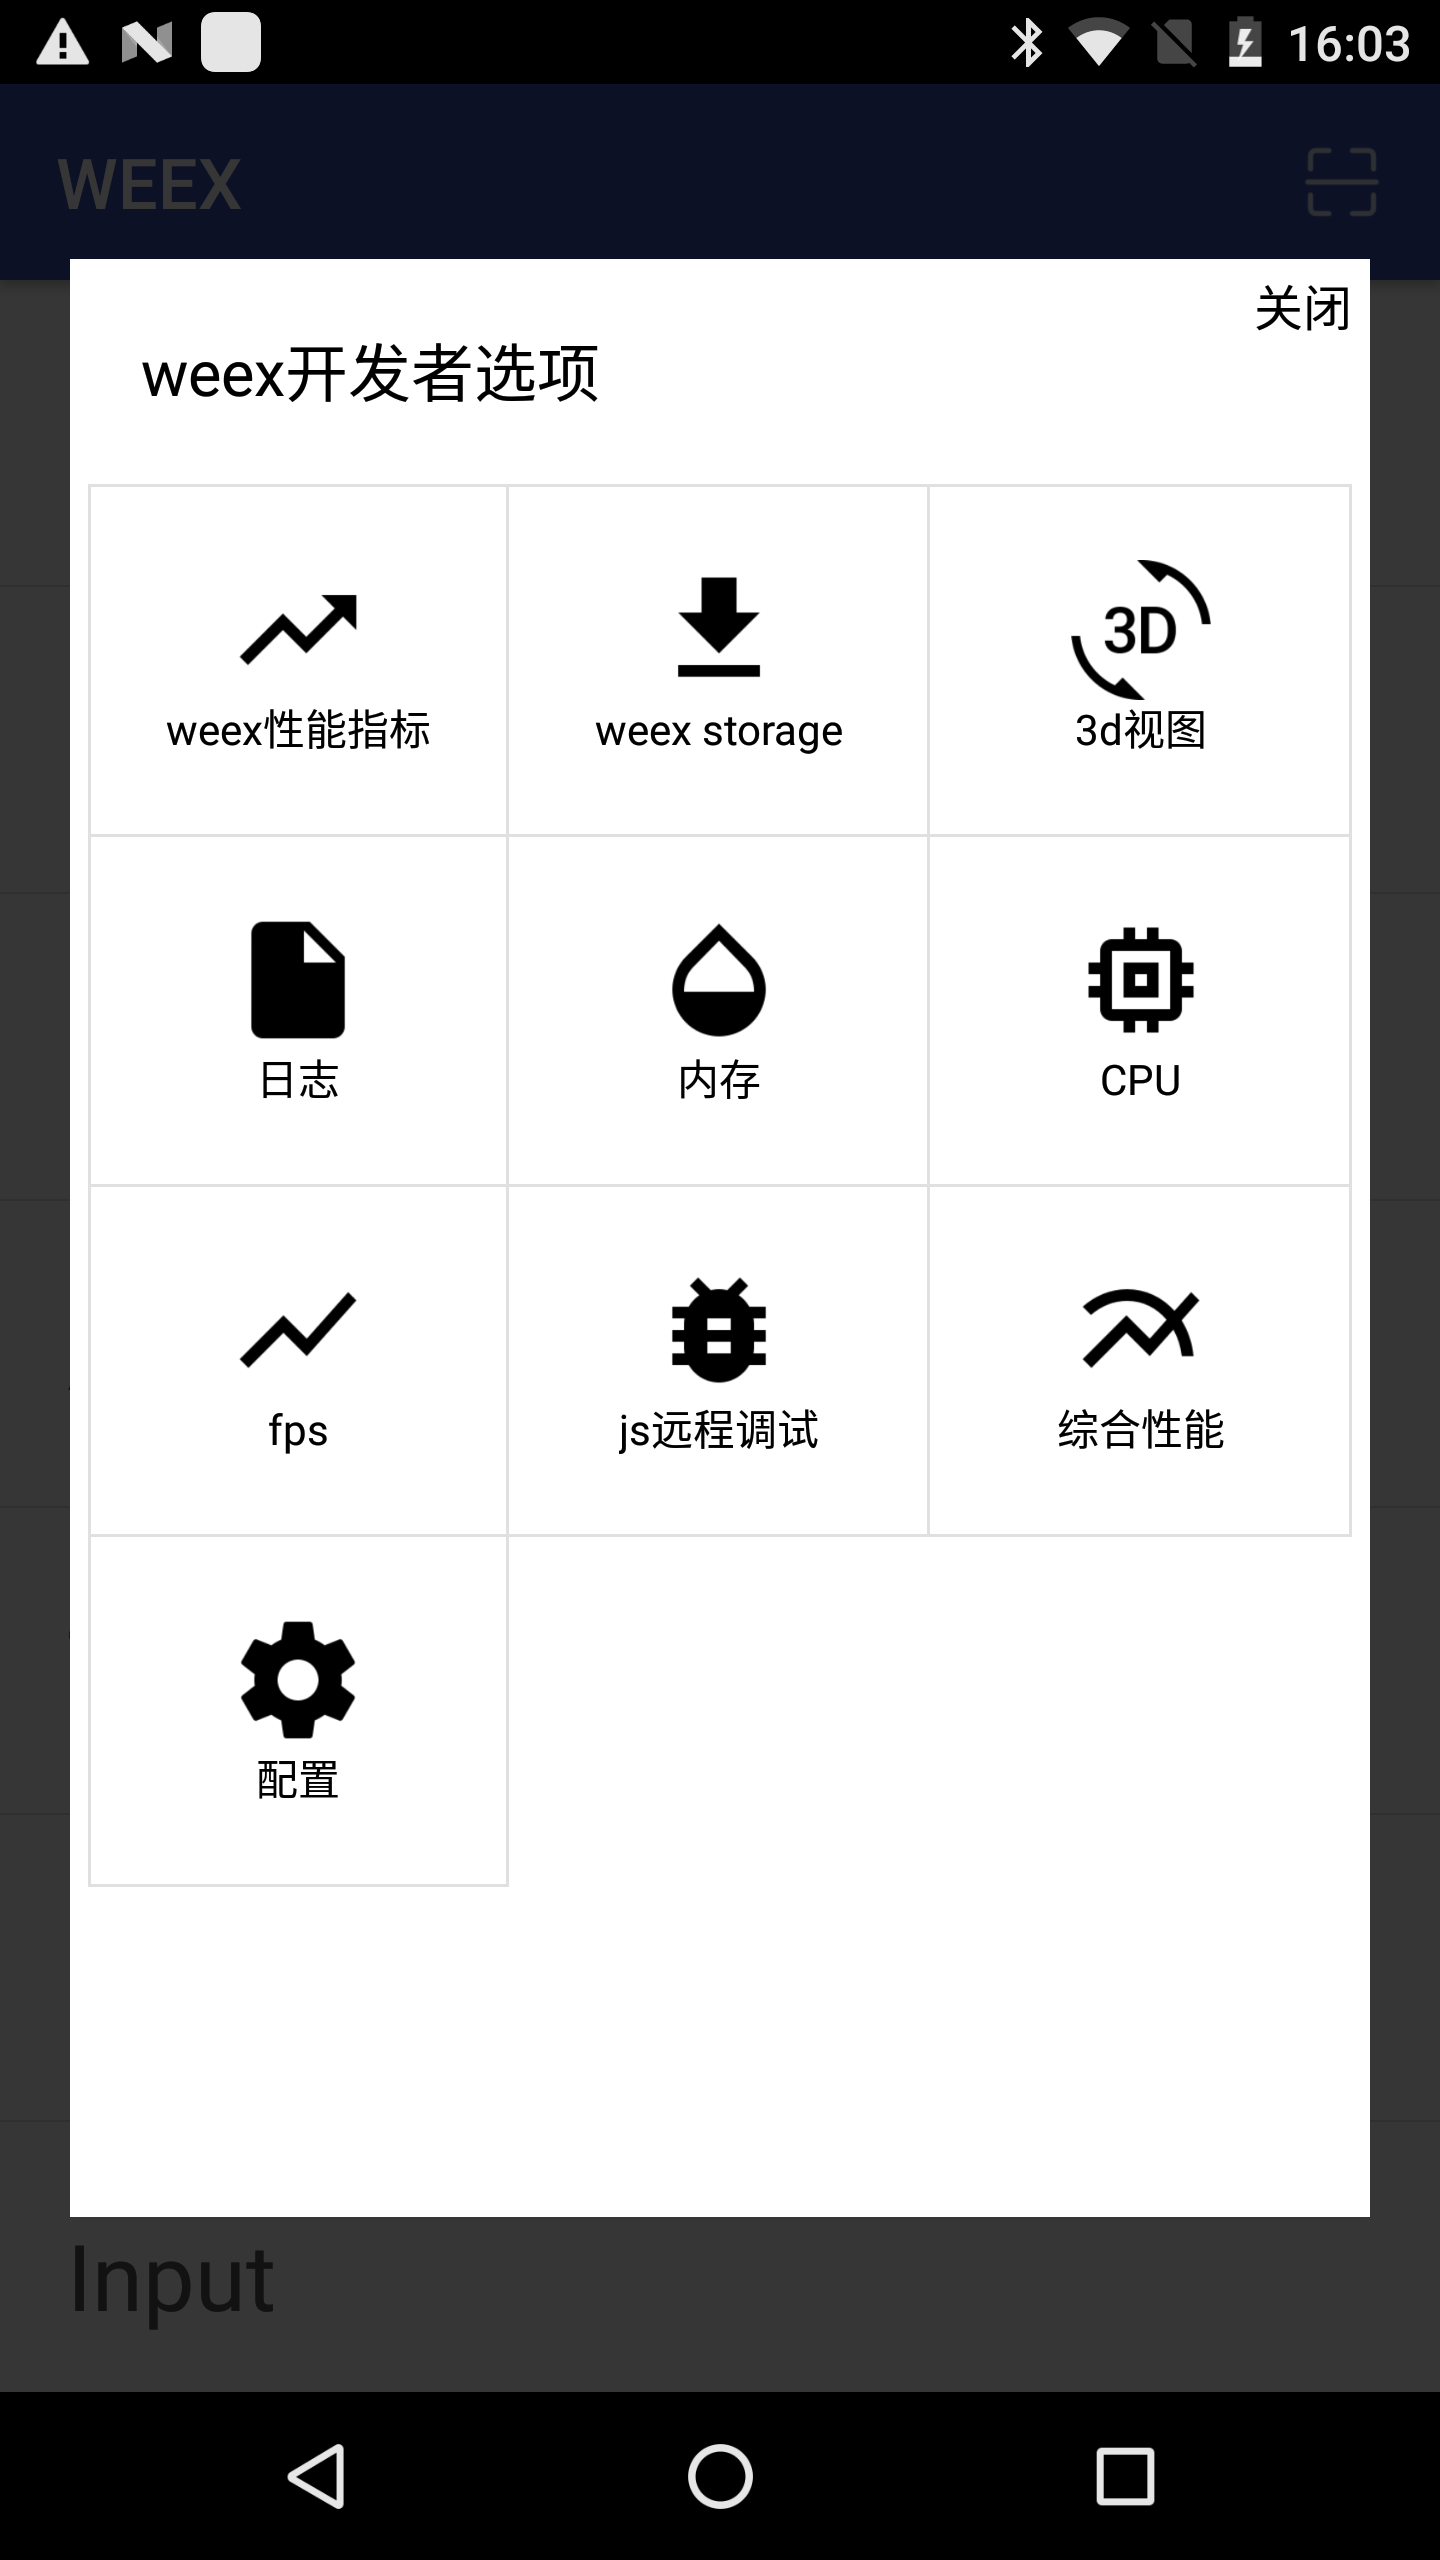 16:03
WEEX
关闭
weex开发者选项
weex性能指标
weex storage
3D
3d视图
日志
内存
CPU
fps
js远程调试
综合性能
配置
Input